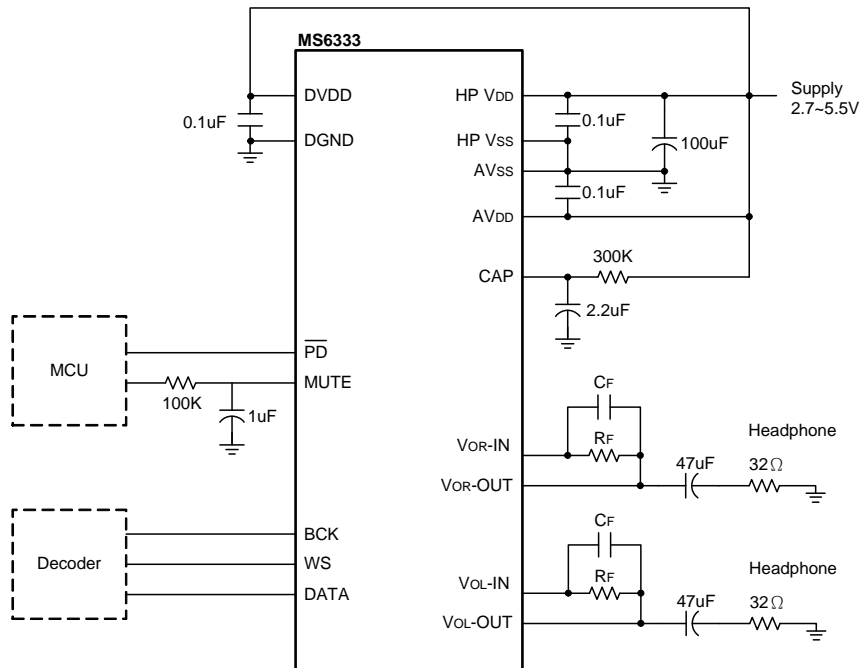 MS6333
DVDD
HP VDD
Supply
2.7~5.5V
0.1uF
0.1uF
DGND
HP VSS
100uF
AVSS
0.1uF
AVDD
300K
CAP
2.2uF
MCU
PD
MUTE
100K
1uF
CF
RF
VOR-IN
VOR-OUT
47uF
Headphone
32Ω
Decoder
BCK
WS
DATA
CF
RF
VOL-IN
VOL-OUT
47uF
Headphone
32Ω